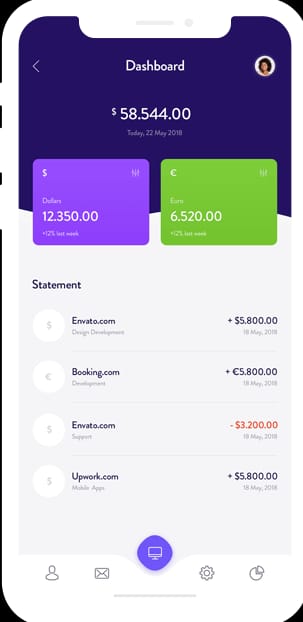 Dashboard
$ 58.544.00
Today, 22 May 2018
$
€
Dollars
Euro
12.350.00
6.520.00
+12% last week
+12% last week
Statement
$
Envato.com
+ $5.800.00
Design Development
18 May, 2018
€
Booking.com
+ €5.800.00
Development
18 May, 2018
$
Envato.com
- $3.200.00
Support
18 May, 2018
$
Upwork.com
+ $5.800.00
Mobile Apps
18 May, 2018